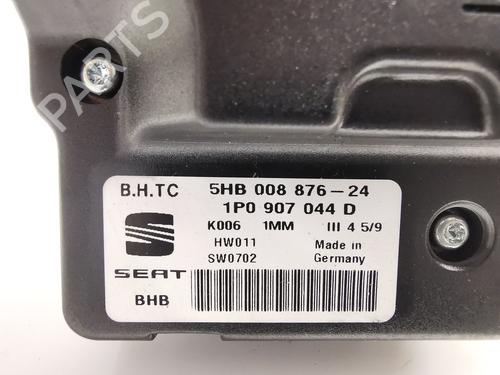 B.H.TC 5HB 008 876-24
1P0 907 044 D
K006 1MM III 4 5/9
HW011 Made in
SW0702 Germany
SEAT
BHB
B-PARTS